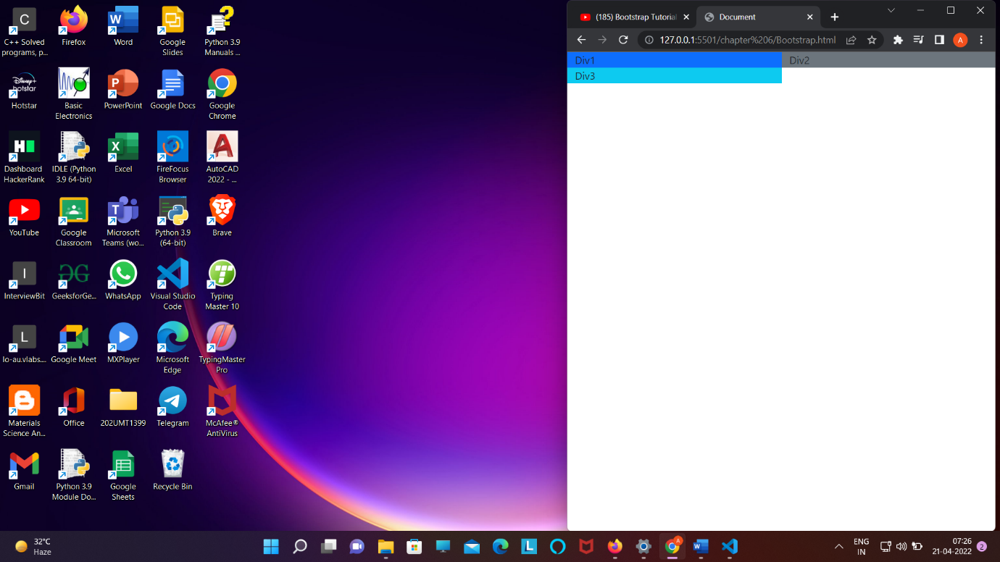 C
C++ Solved
programs, p...
Firefox
Word
Google
Slides
Python 3.9
Manuals ...
Disney+
hotstar
Hotstar
Basic
Electronics
PowerPoint
Google Docs
Google
Chrome
Dashboard
HackerRank
IDLE (Python
3.9 64-bit)
Excel
FireFocus
Browser
AutoCAD
2022 - ...
YouTube
Google
Classroom
Microsoft
Teams (wo...
Python 3.9
(64-bit)
Brave
I
InterviewBit
GeeksforGe...
WhatsApp
Visual Studio
Code
Typing
Master 10
L
lo-au.vlabs....
Google Meet
MXPlayer
Microsoft
Edge
TypingMaster
Pro
Materials
Science An...
Office
202UMT1399
Telegram
McAfee®
AntiVirus
Gmail
Python 3.9
Module Do...
Google
Sheets
Recycle Bin
(185) Bootstrap Tutorial
Document
127.0.0.1:5501/chapter%206/Bootstrap.html
A
Div1
Div2
Div3
32°C
Haze
ENG
IN
07:26
21-04-2022
2